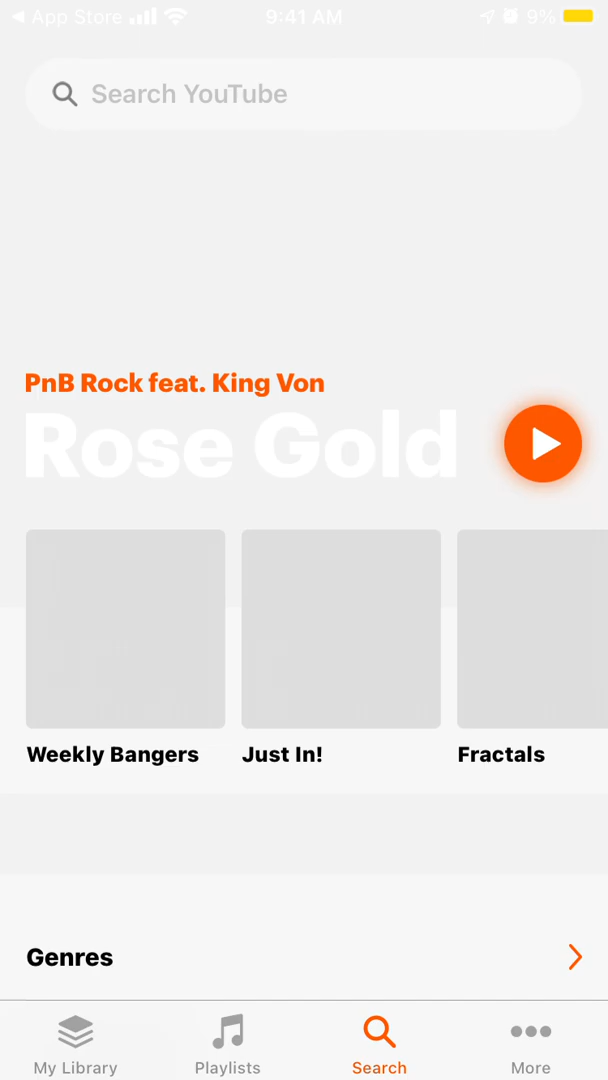 App Store 9:41 AM 9%
Search YouTube
PnB Rock feat. King Von
Rose Gold
Weekly Bangers Just In! Fractals
Genres
My Library Playlists Search More